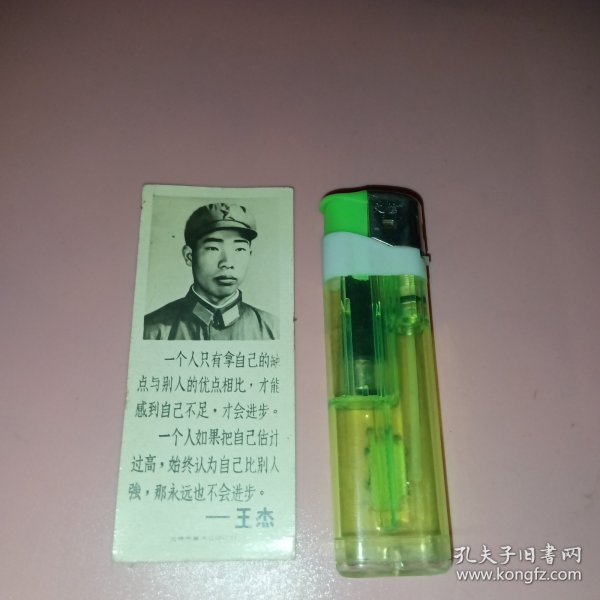 一个人只有拿自己的缺
点与别人的优点相比，才能
感到自己不足，才会进步。
一个人如果把自己估计
过高，始终认为自己比别人
強，那永远也不会进步。
——王杰
孔夫子旧书网
www.kongfz.com